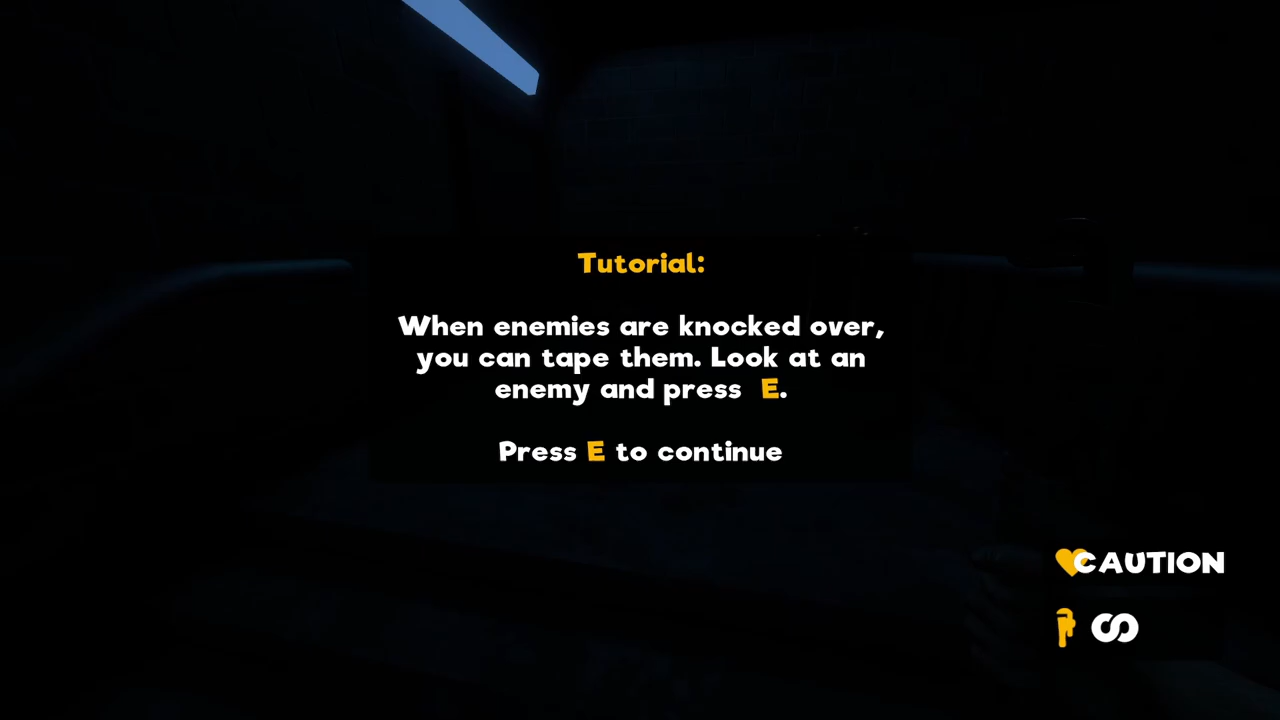 Tutorial:
When enemies are knocked over,
you can tape them. Look at an
enemy and press E.
Press E to continue
CAUTION
∞